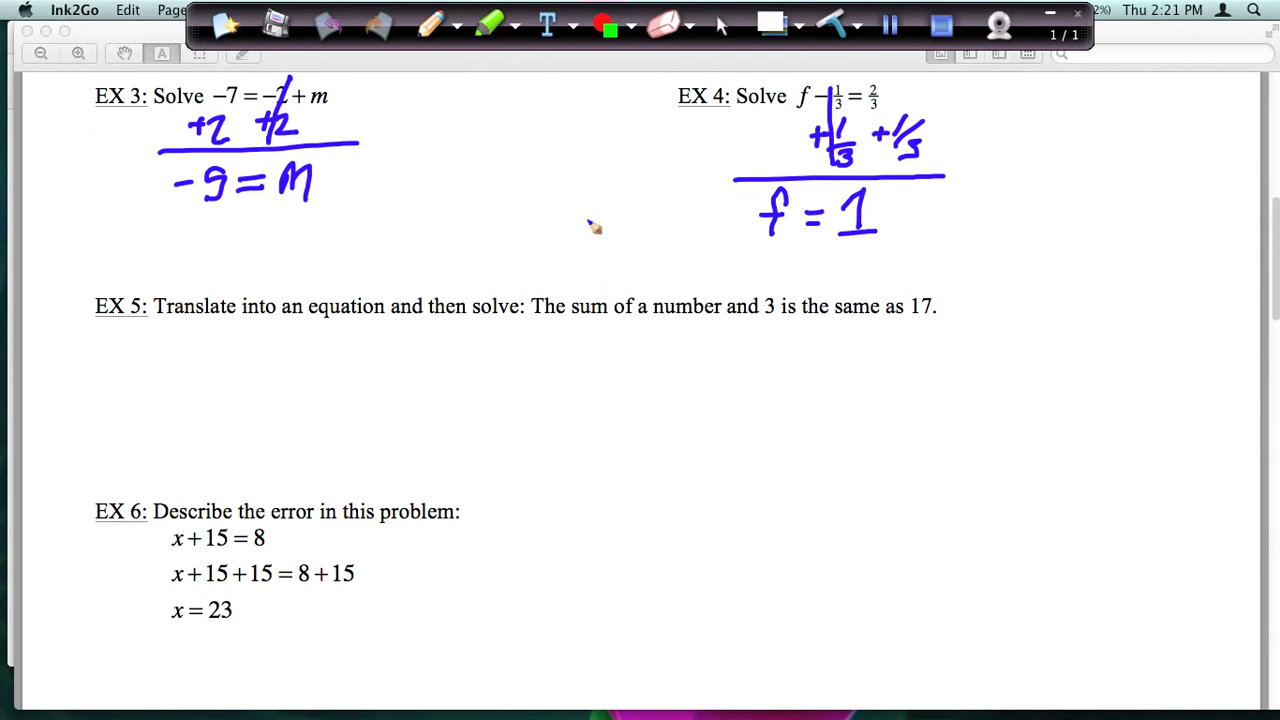 Ink2Go Edit Page
2%) Thu 2:21 PM
T
1 / 1
A
EX 3: Solve −7 = −2 + m
+2 +2
-9 = m
EX 4: Solve f − 1/3 = 2/3
+1/3 +1/3
f = 1
EX 5: Translate into an equation and then solve: The sum of a number and 3 is the same as 17.
EX 6: Describe the error in this problem:
x + 15 = 8
x + 15 + 15 = 8 + 15
x = 23